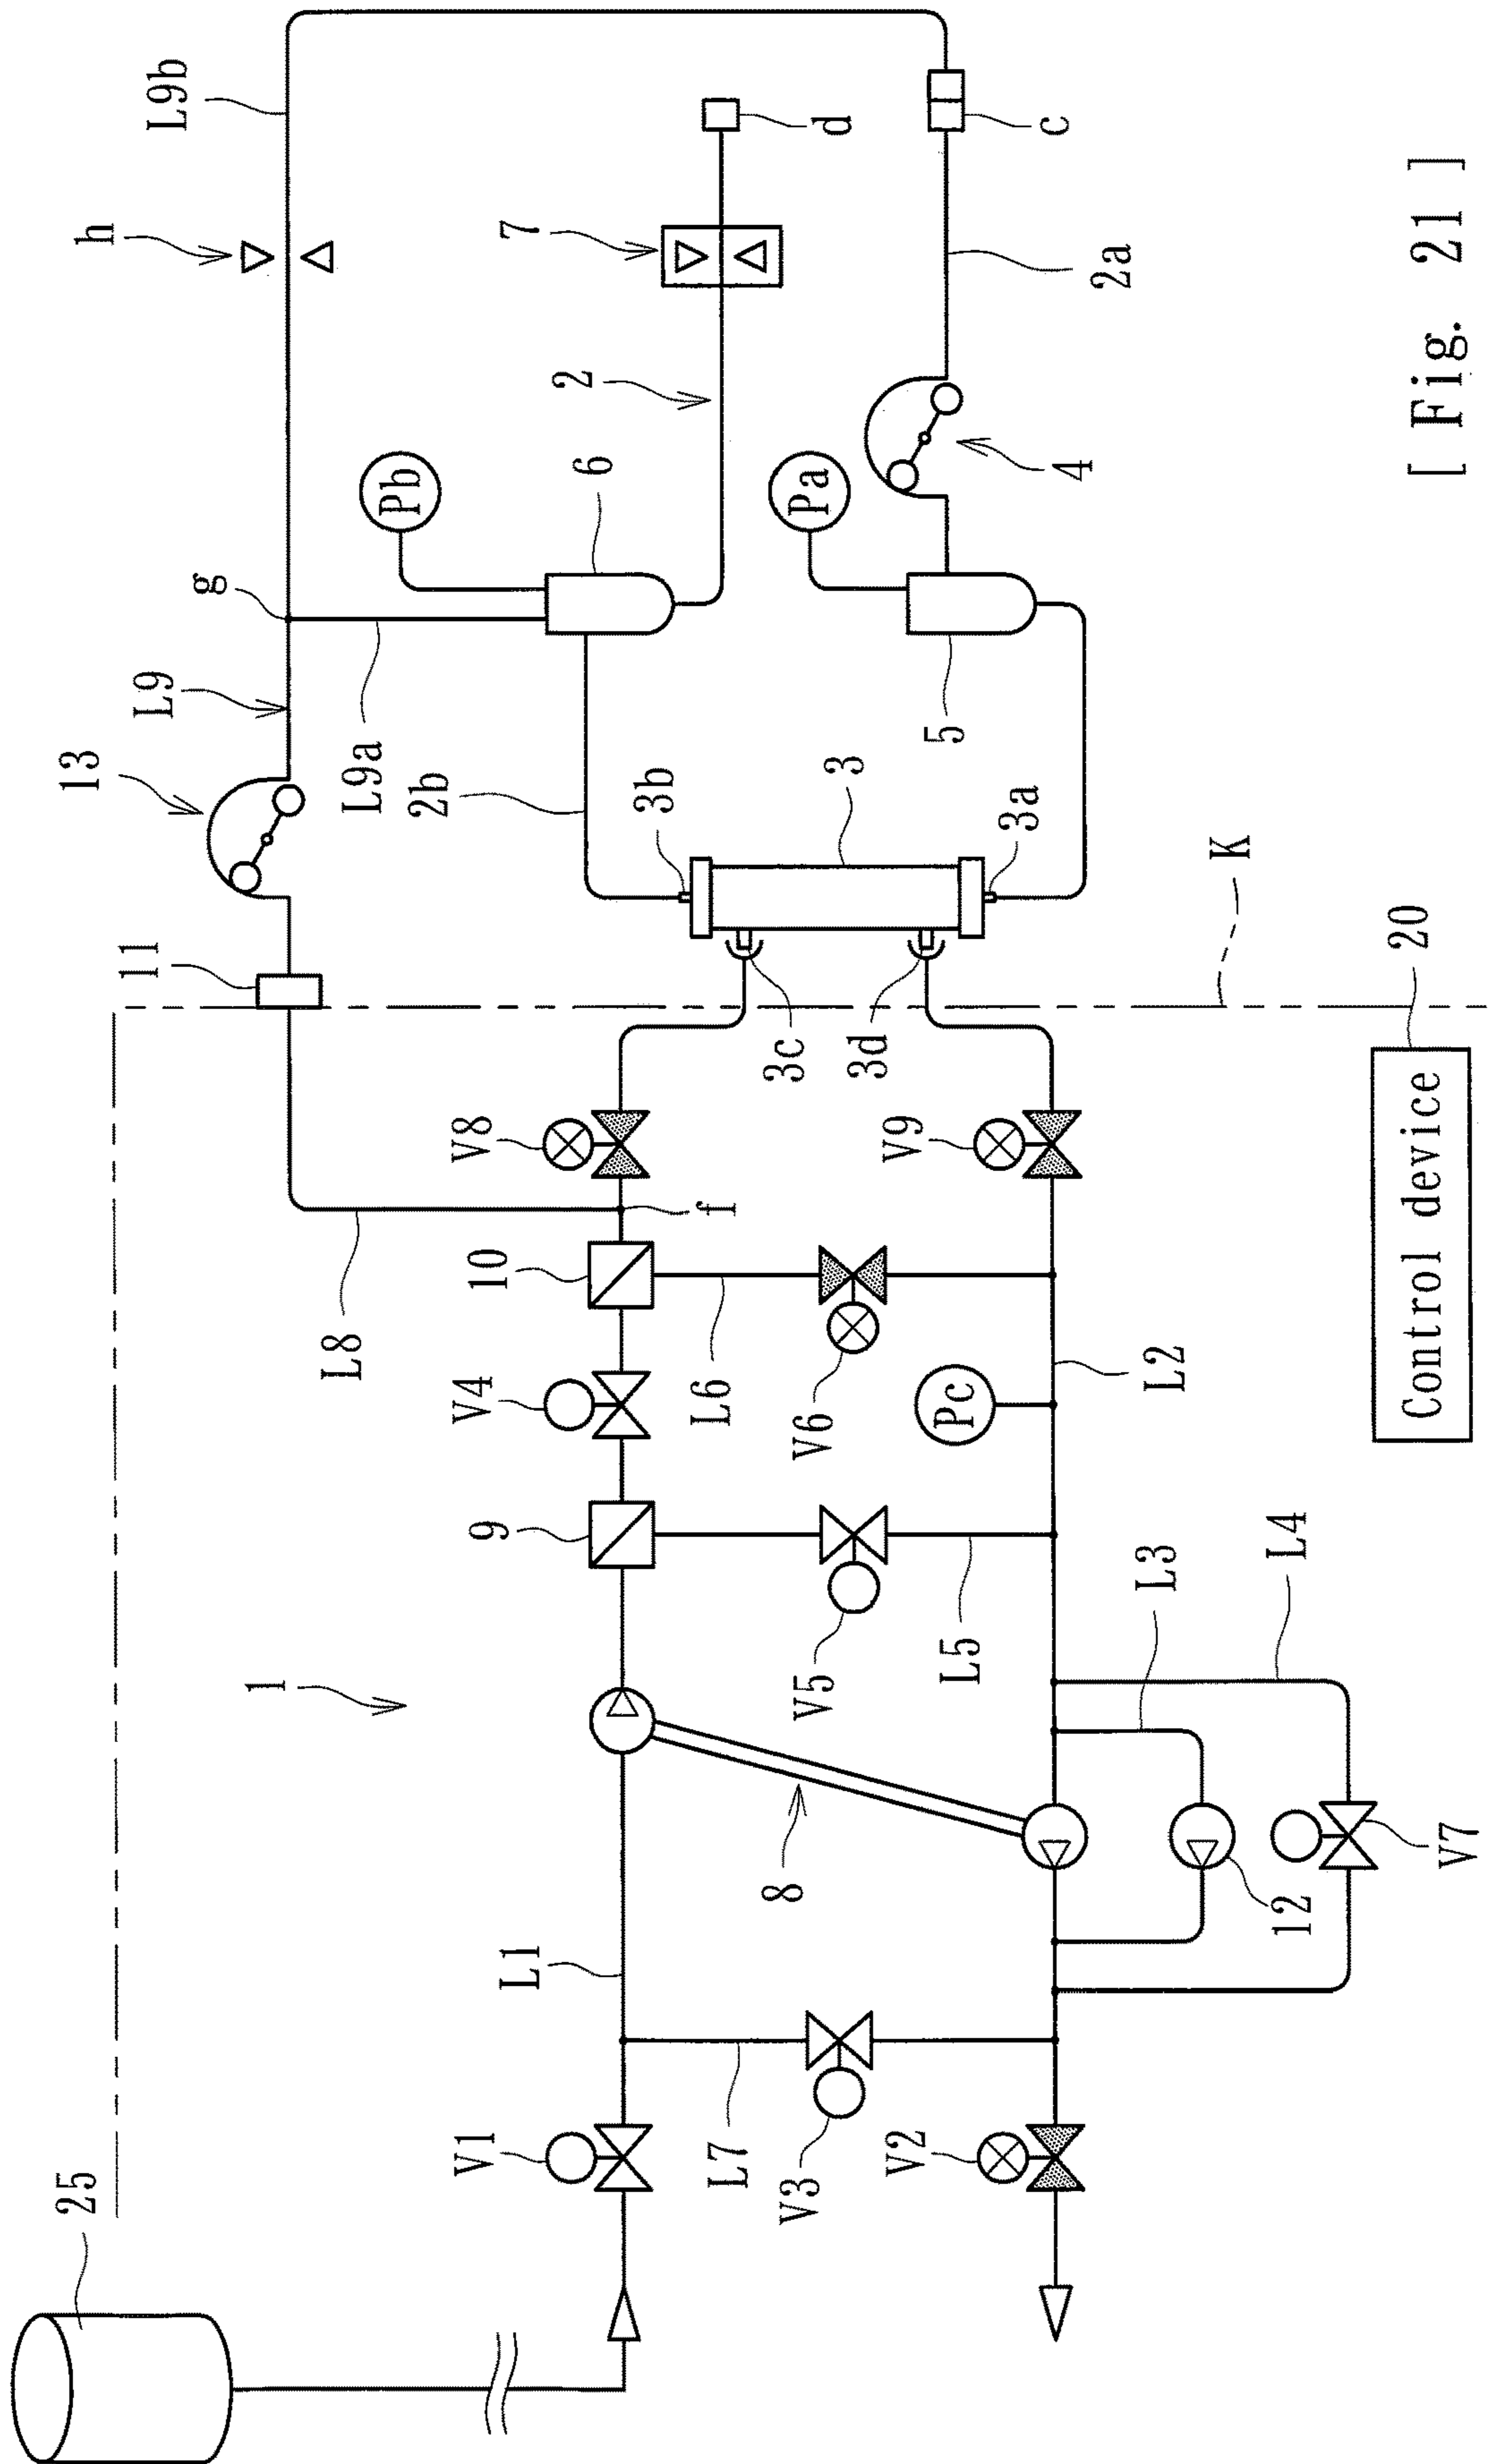 25
1
V1
L1
L7
V3
V2
8
9
V4
10
L8
V5
L5
L6
V6
Pc
L2
L3
L4
12
V7
f
V8
V9
11
3c
3d
K
20
Control device
13
L9
g
L9a
2b
3b
3
3a
5
6
Pb
Pa
4
2
7
h
L9b
d
c
2a
[ Fig. 21 ]